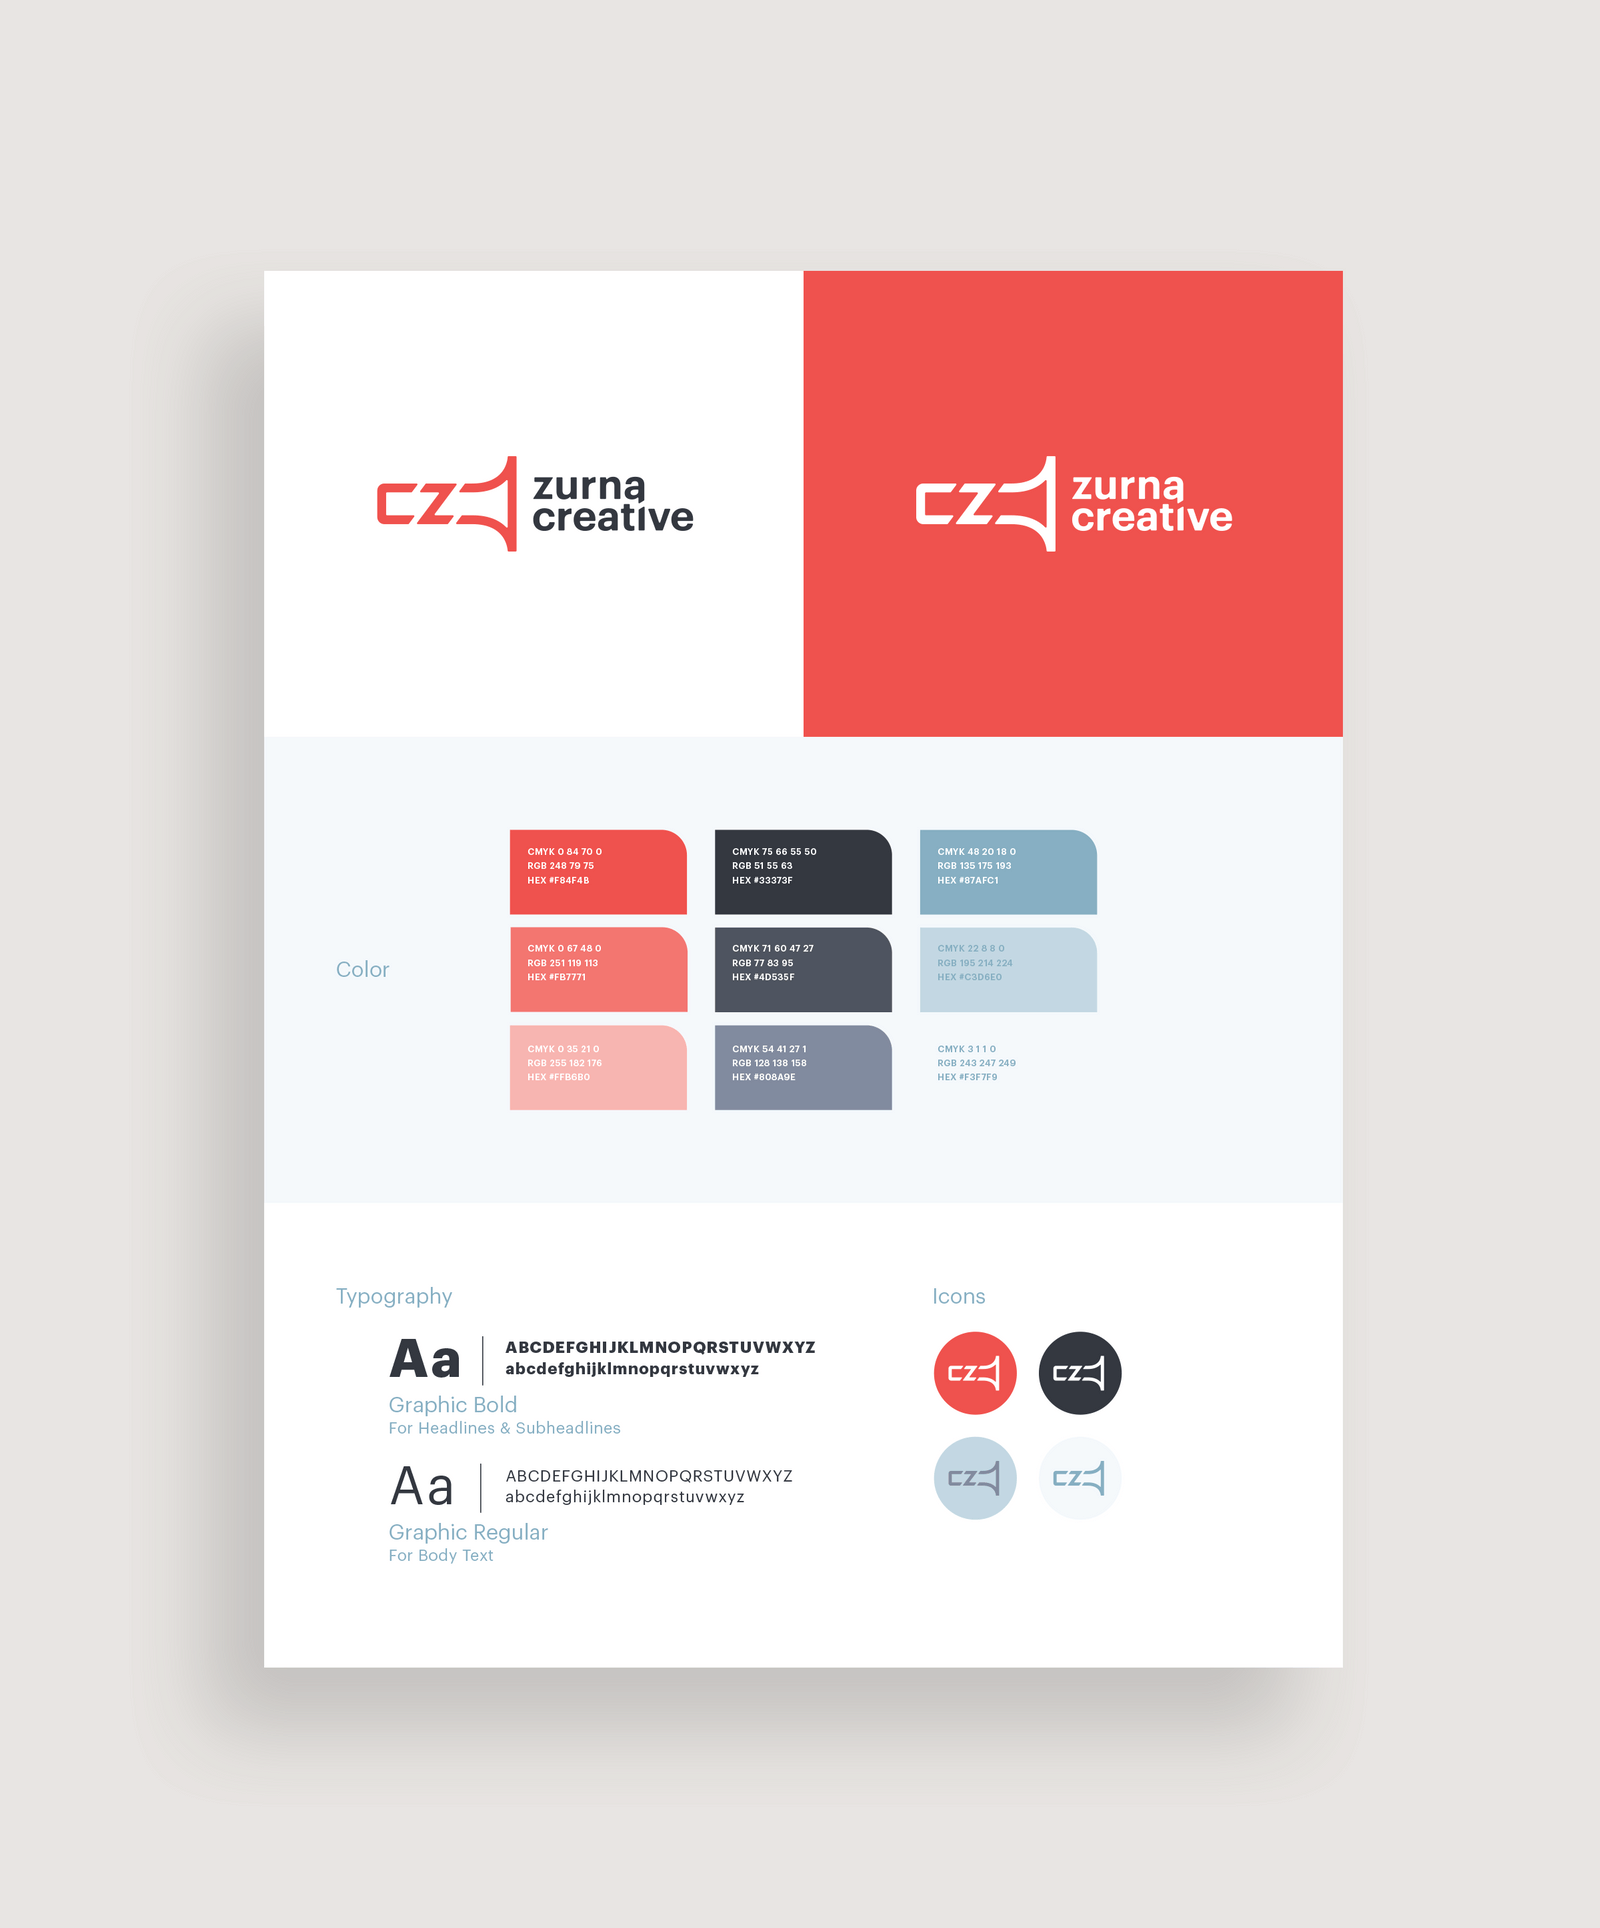 cz zurna
creative
cz zurna
creative
Color
CMYK 0 84 70 0
RGB 248 79 75
HEX #F84F4B
CMYK 75 66 55 50
RGB 51 55 63
HEX #33373F
CMYK 48 20 18 0
RGB 135 175 193
HEX #87AFC1
CMYK 0 67 48 0
RGB 251 119 113
HEX #FB7771
CMYK 71 60 47 27
RGB 77 83 95
HEX #4D535F
CMYK 22 8 8 0
RGB 195 214 224
HEX #C3D6E0
CMYK 0 35 21 0
RGB 255 182 176
HEX #FFB6B0
CMYK 54 41 27 1
RGB 128 138 158
HEX #808A9E
CMYK 3 1 1 0
RGB 243 247 249
HEX #F3F7F9
Typography
Aa
ABCDEFGHIJKLMNOPQRSTUVWXYZ
abcdefghijklmnopqrstuvwxyz
Graphic Bold
For Headlines & Subheadlines
Aa
ABCDEFGHIJKLMNOPQRSTUVWXYZ
abcdefghijklmnopqrstuvwxyz
Graphic Regular
For Body Text
Icons
cz
cz
cz
cz